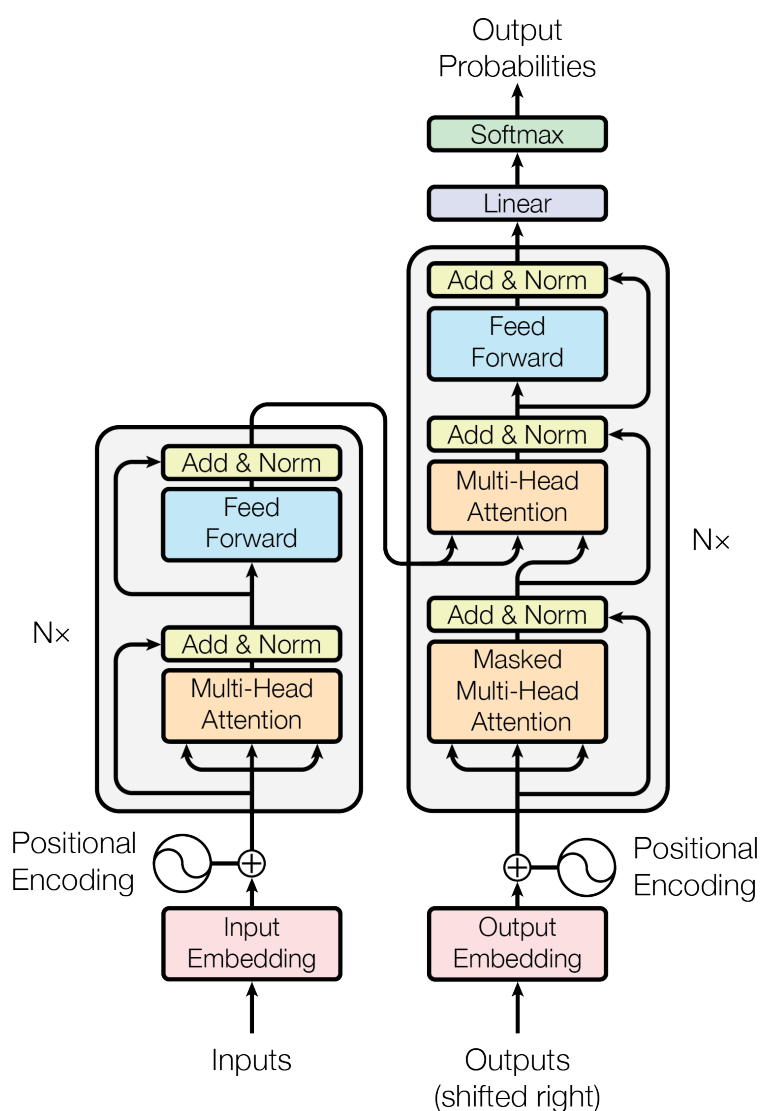 Output
Probabilities
Softmax
Linear
Add & Norm
Feed
Forward
Add & Norm
Multi-Head
Attention
Add & Norm
Masked
Multi-Head
Attention
N×
Add & Norm
Feed
Forward
Add & Norm
Multi-Head
Attention
N×
Positional
Encoding
Positional
Encoding
Input
Embedding
Output
Embedding
Inputs
Outputs
(shifted right)